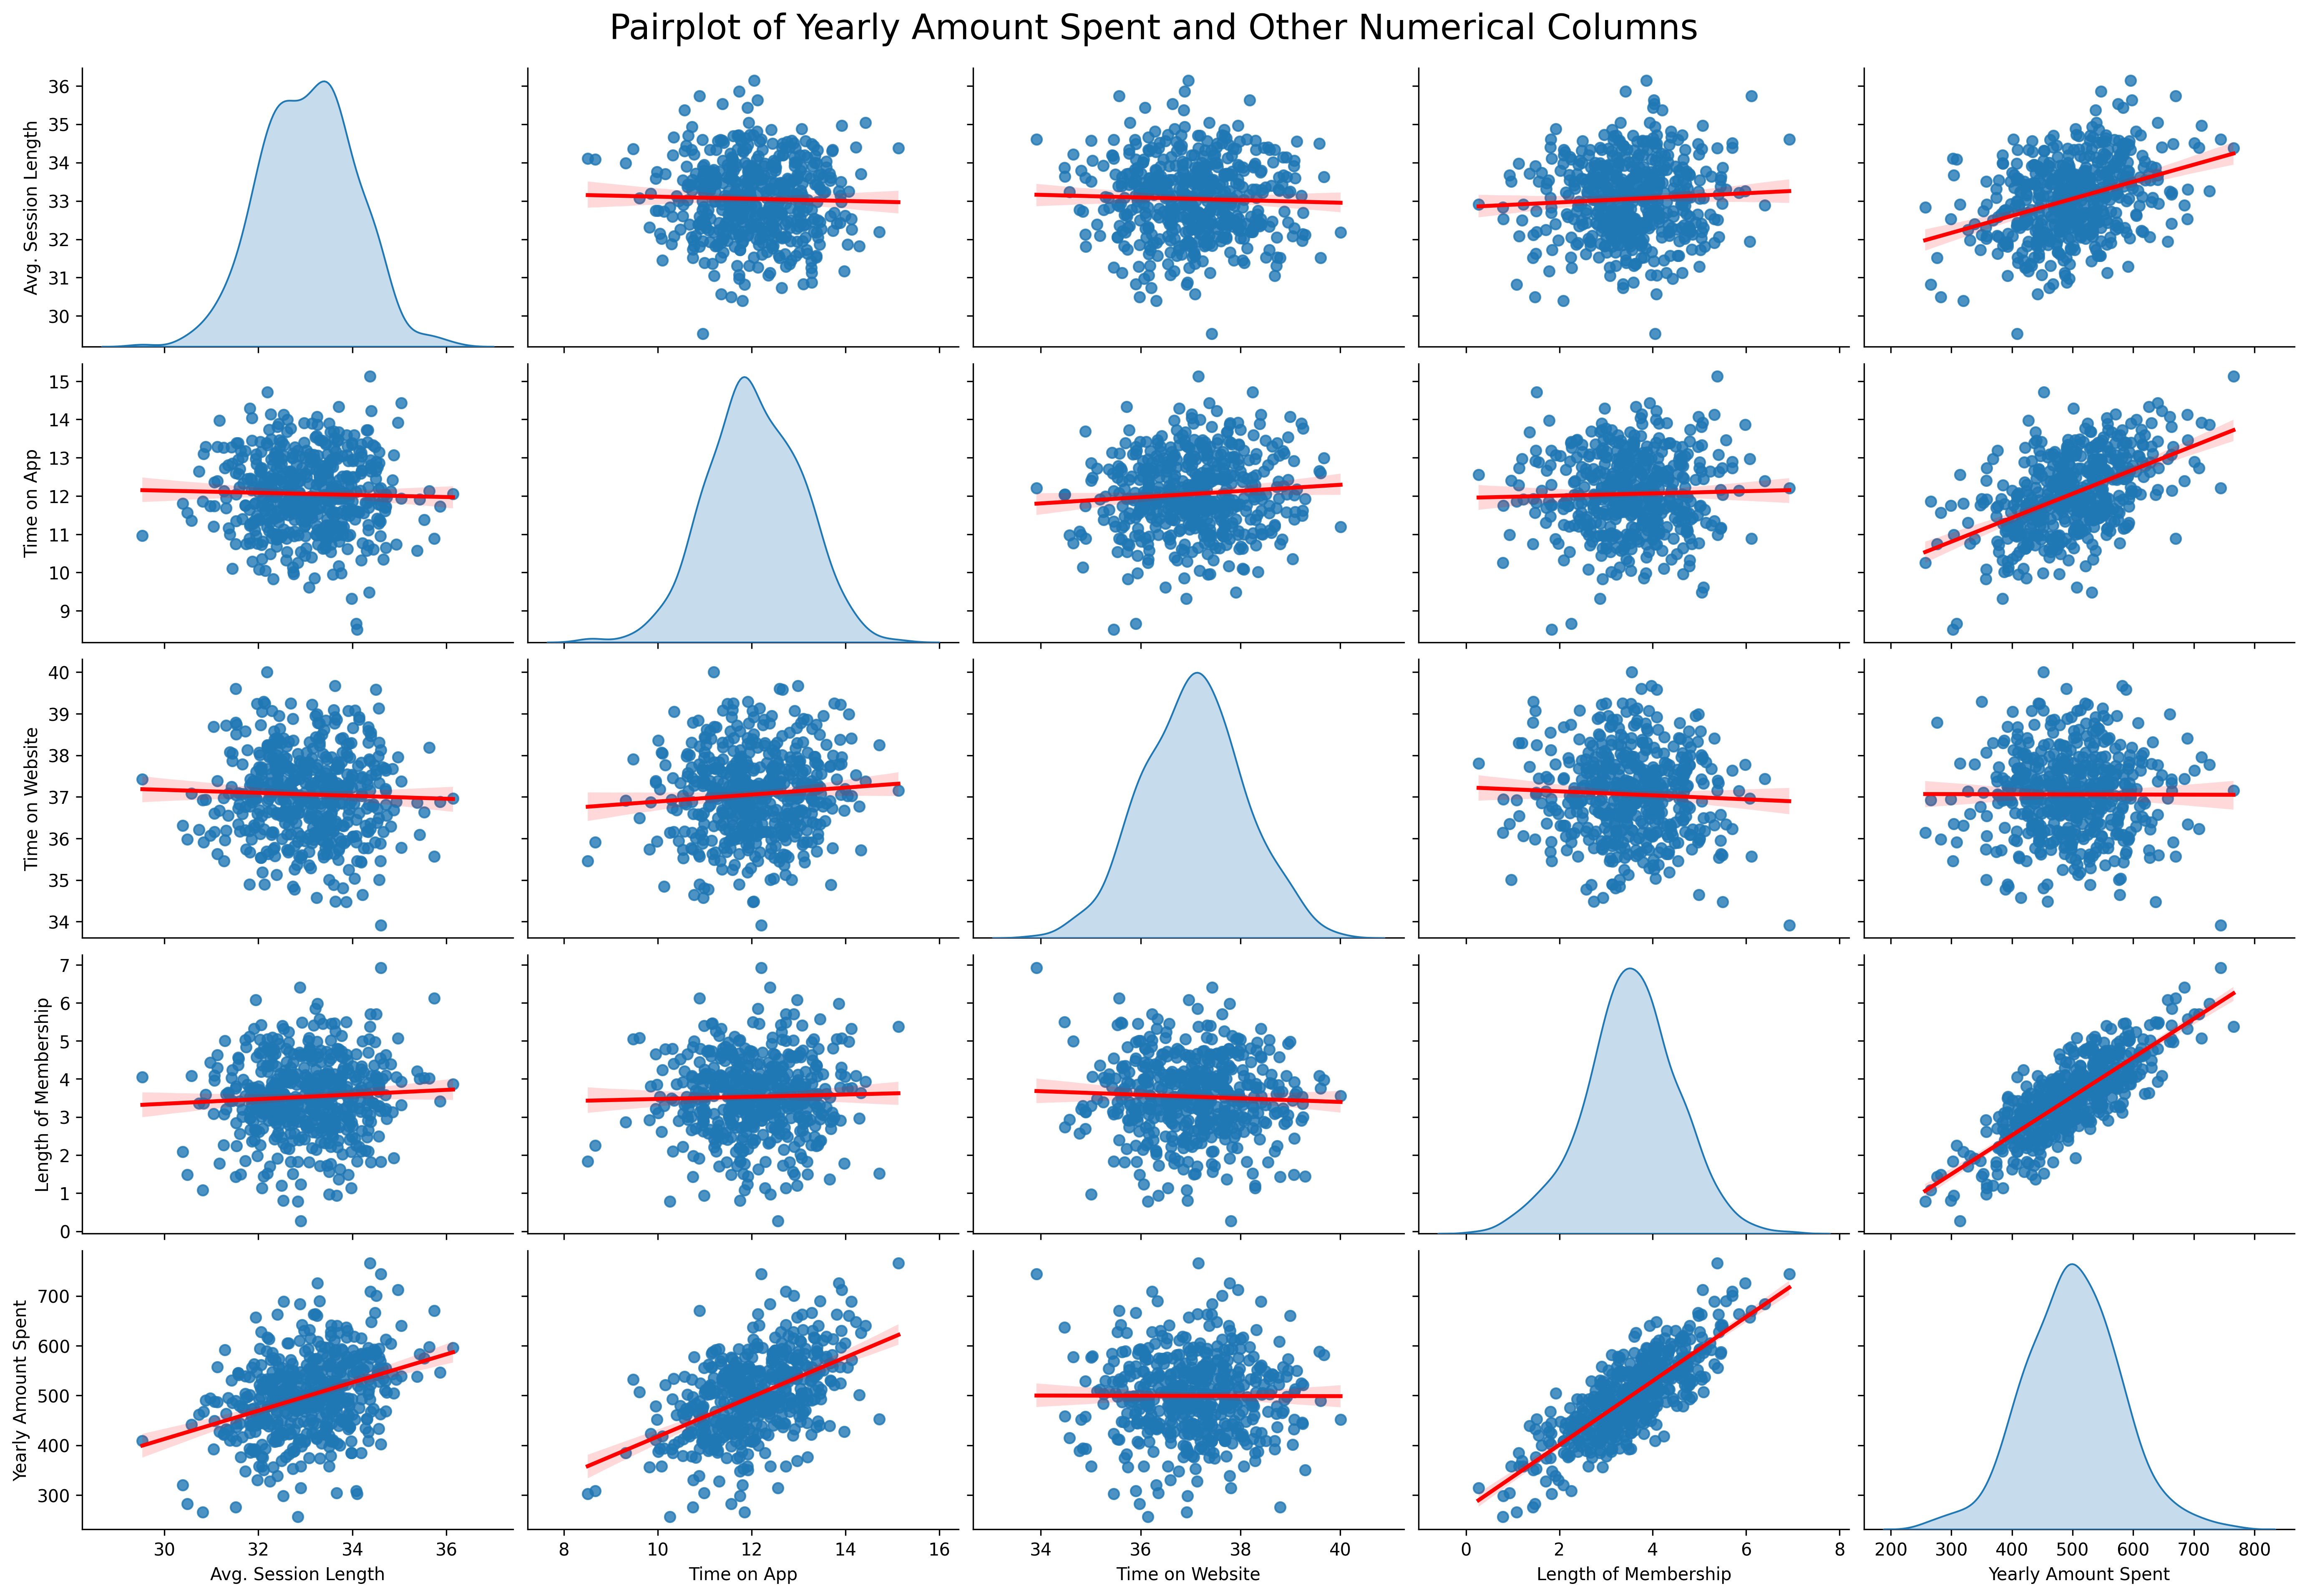 Pairplot of Yearly Amount Spent and Other Numerical Columns
36
35
34
33
32
31
30
Avg. Session Length
15
14
13
12
11
10
9
Time on App
40
39
38
37
36
35
34
Time on Website
7
6
5
4
3
2
1
0
Length of Membership
700
600
500
400
300
Yearly Amount Spent
30 32 34 36
8 10 12 14 16
34 36 38 40
0 2 4 6 8
200 300 400 500 600 700 800
Avg. Session Length
Time on App
Time on Website
Length of Membership
Yearly Amount Spent